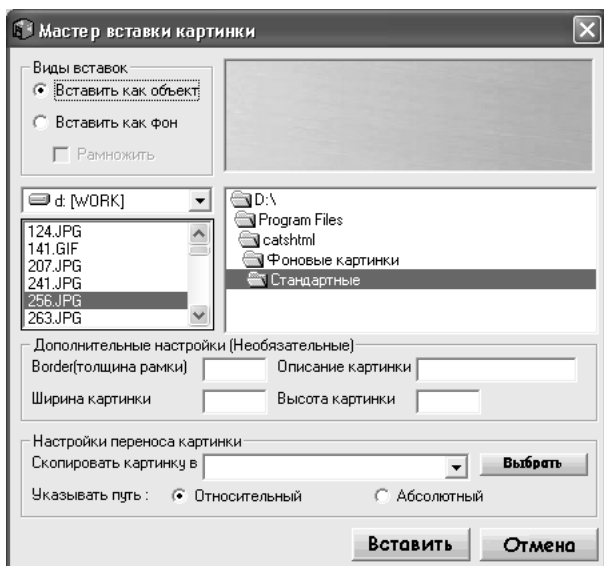 Мастер вставки картинки
Виды вставок
Вставить как объект
Вставить как фон
Рамножить
d: [WORK]
124.JPG
141.GIF
207.JPG
241.JPG
256.JPG
263.JPG
D:\
Program Files
catshtml
Фоновые картинки
Стандартные
Дополнительные настройки (Необязательные)
Border(толщина рамки) Описание картинки
Ширина картинки Высота картинки
Настройки переноса картинки
Скопировать картинку в Выбрать
Указывать путь : Относительный Абсолютный
Вставить Отмена